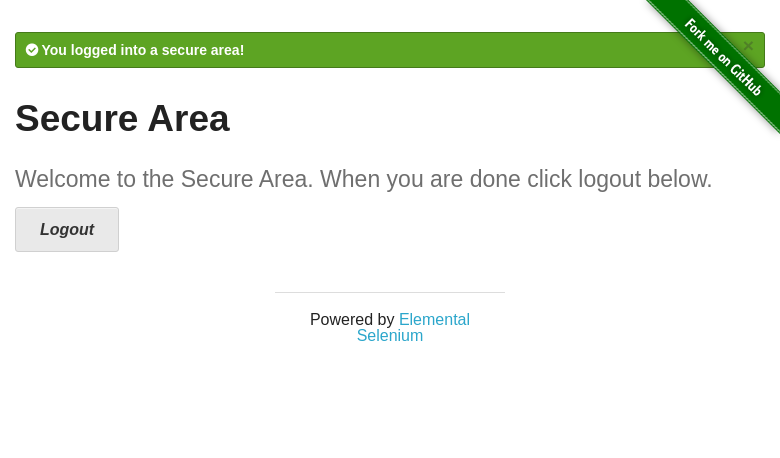 You logged into a secure area!
×
Fork me on GitHub
Secure Area
Welcome to the Secure Area. When you are done click logout below.
Logout
Powered by Elemental
Selenium